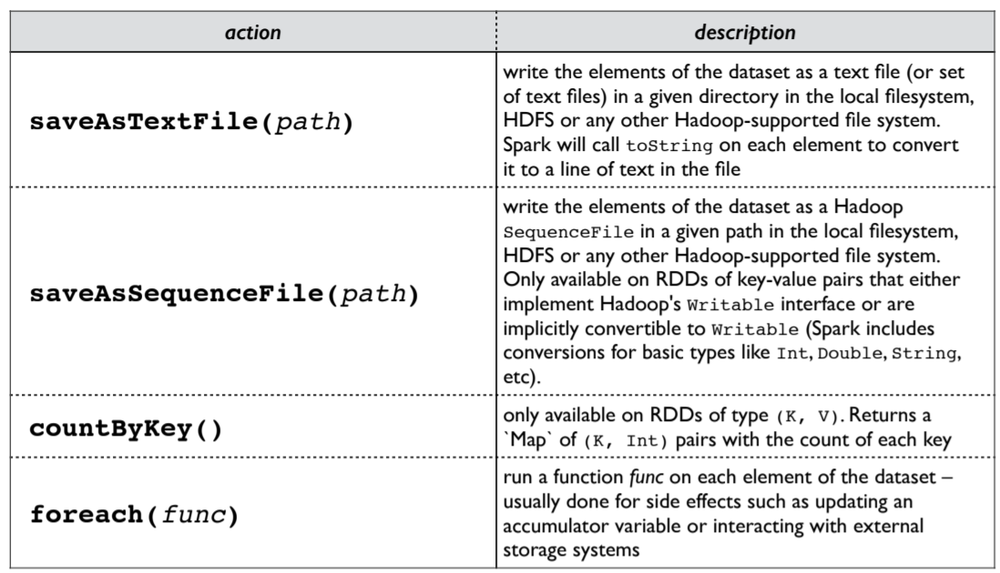 action
description
saveAsTextFile(path)
write the elements of the dataset as a text file (or set
of text files) in a given directory in the local filesystem,
HDFS or any other Hadoop-supported file system.
Spark will call toString on each element to convert
it to a line of text in the file
saveAsSequenceFile(path)
write the elements of the dataset as a Hadoop
SequenceFile in a given path in the local filesystem,
HDFS or any other Hadoop-supported file system.
Only available on RDDs of key-value pairs that either
implement Hadoop's Writable interface or are
implicitly convertible to Writable (Spark includes
conversions for basic types like Int, Double, String,
etc).
countByKey()
only available on RDDs of type (K, V). Returns a
`Map` of (K, Int) pairs with the count of each key
foreach(func)
run a function func on each element of the dataset –
usually done for side effects such as updating an
accumulator variable or interacting with external
storage systems